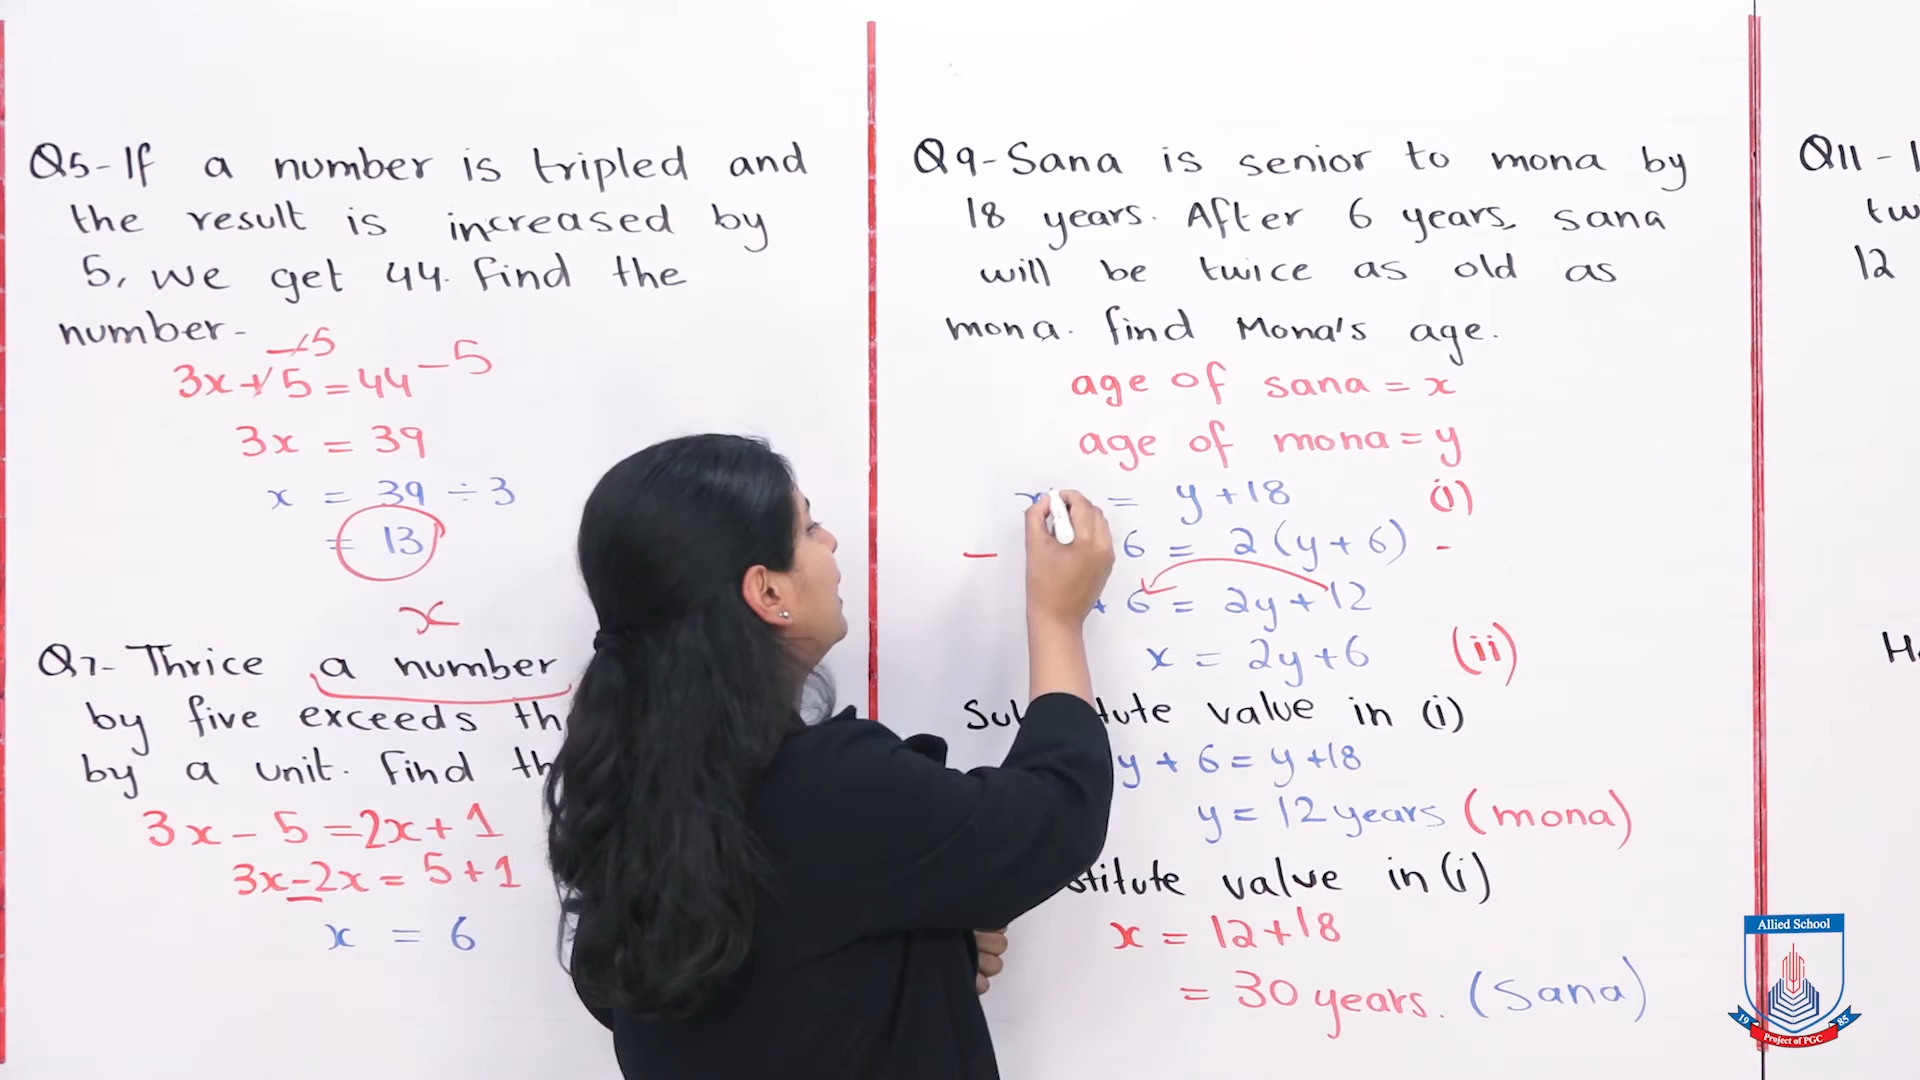 Q5-If a number is tripled and
the result is increased by
5, we get 44. find the
number-
-5
3x+5=44-5
3x = 39
x = 39 ÷ 3
= 13
x
Q7- Thrice a number
by five exceeds
by a unit. find
3x-5=2x+1
3x-2x=5+1
x = 6
Q9-Sana is senior to mona by
18 years. After 6 years, sana
will be twice as old as
mona. find Mona's age.
age of sana = x
age of mona = y
= y+18 (i)
- 6 = 2(y+6) -
+ 6 = 2y+12
x = 2y+6 (ii)
value in (i)
y+6=y+18
y=12 years (mona)
value in (i)
x = 12+18
= 30 years. (Sana)
Q11 -
12
Allied School
19 85
Project of PGC